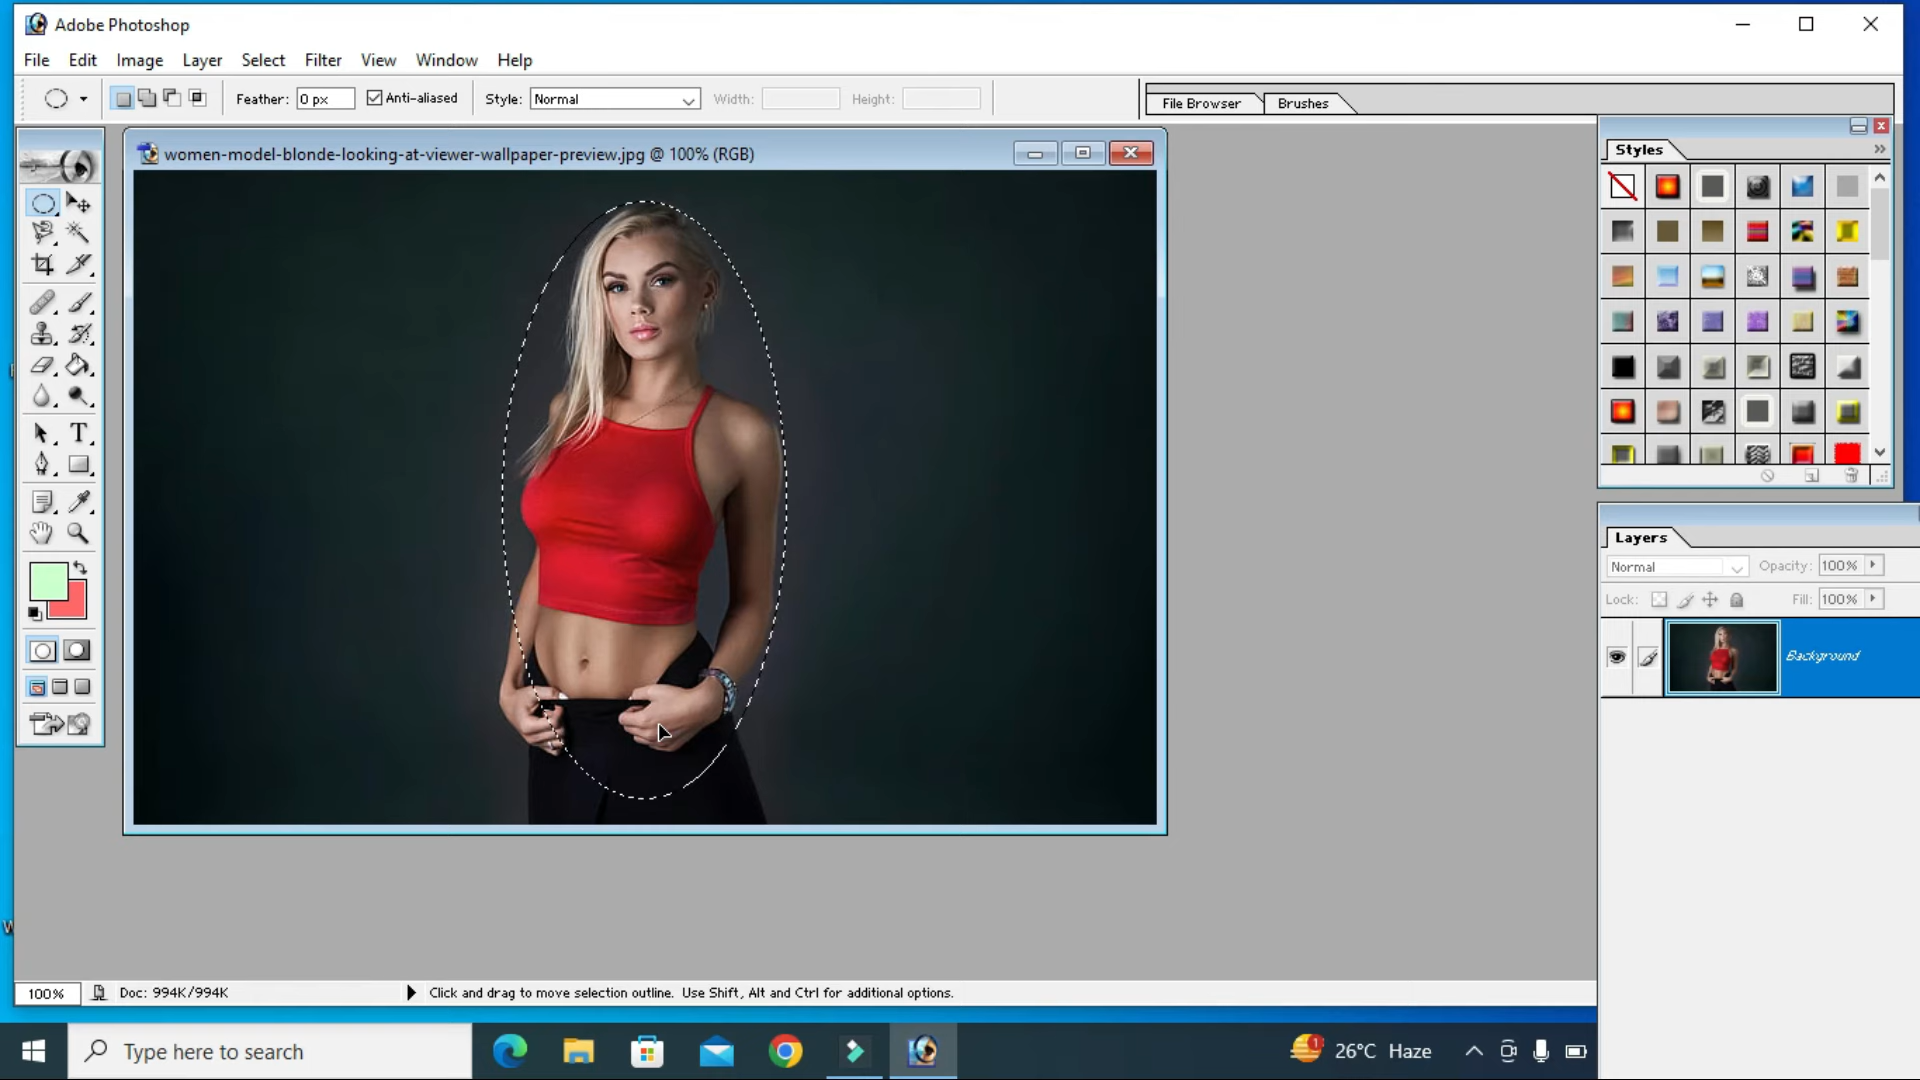 Adobe Photoshop
File Edit Image Layer Select Filter View Window Help
Feather: 0 px Anti-aliased Style: Normal Width: Height: File Browser Brushes
women-model-blonde-looking-at-viewer-wallpaper-preview.jpg @ 100% (RGB)
Styles
T
Layers
Normal Opacity: 100%
Lock: Fill: 100%
Background
100% Doc: 994K/994K Click and drag to move selection outline. Use Shift, Alt and Ctrl for additional options.
Type here to search 1 26°C Haze